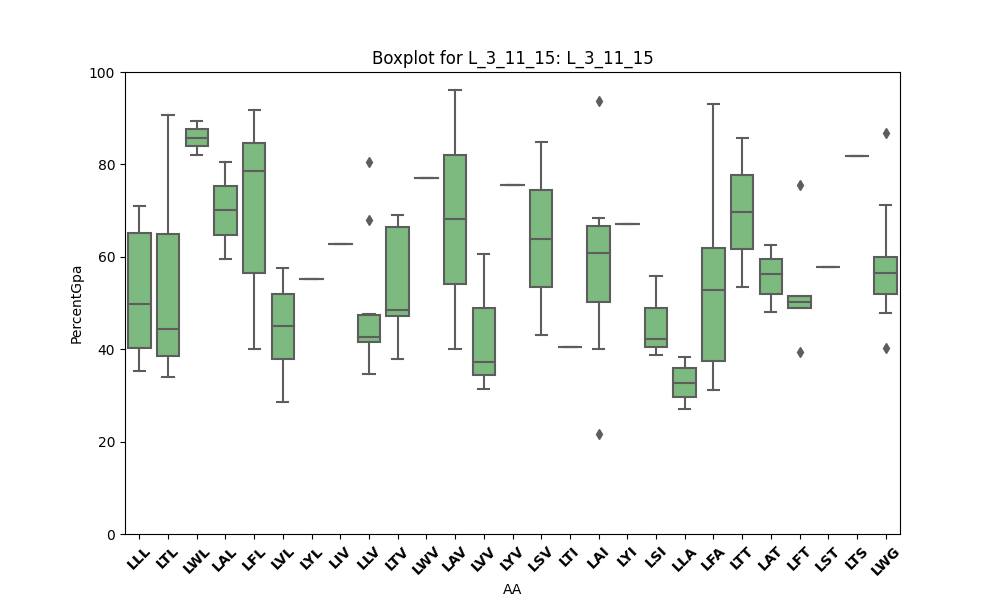 Boxplot for L_3_11_15: L_3_11_15
PercentGpa
100
80
60
40
20
0
LLL LTL LWL LAL LFL LVL LYL LIV LLV LTV LWV LAV LVV LYV LSV LTI LAI LYI LSI LLA LFA LTT LAT LFT LST LTS LWG
AA